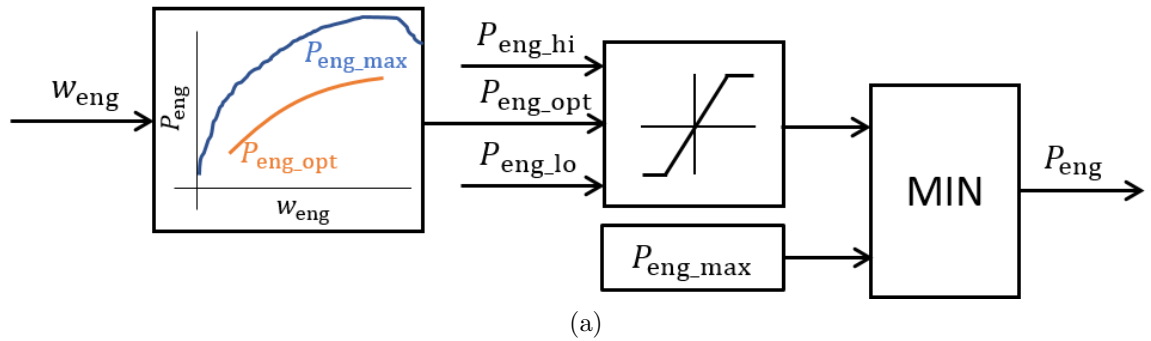 w_eng
P_eng
P_eng_max
P_eng_opt
w_eng
P_eng_hi
P_eng_opt
P_eng_lo
P_eng_max
MIN
P_eng
(a)